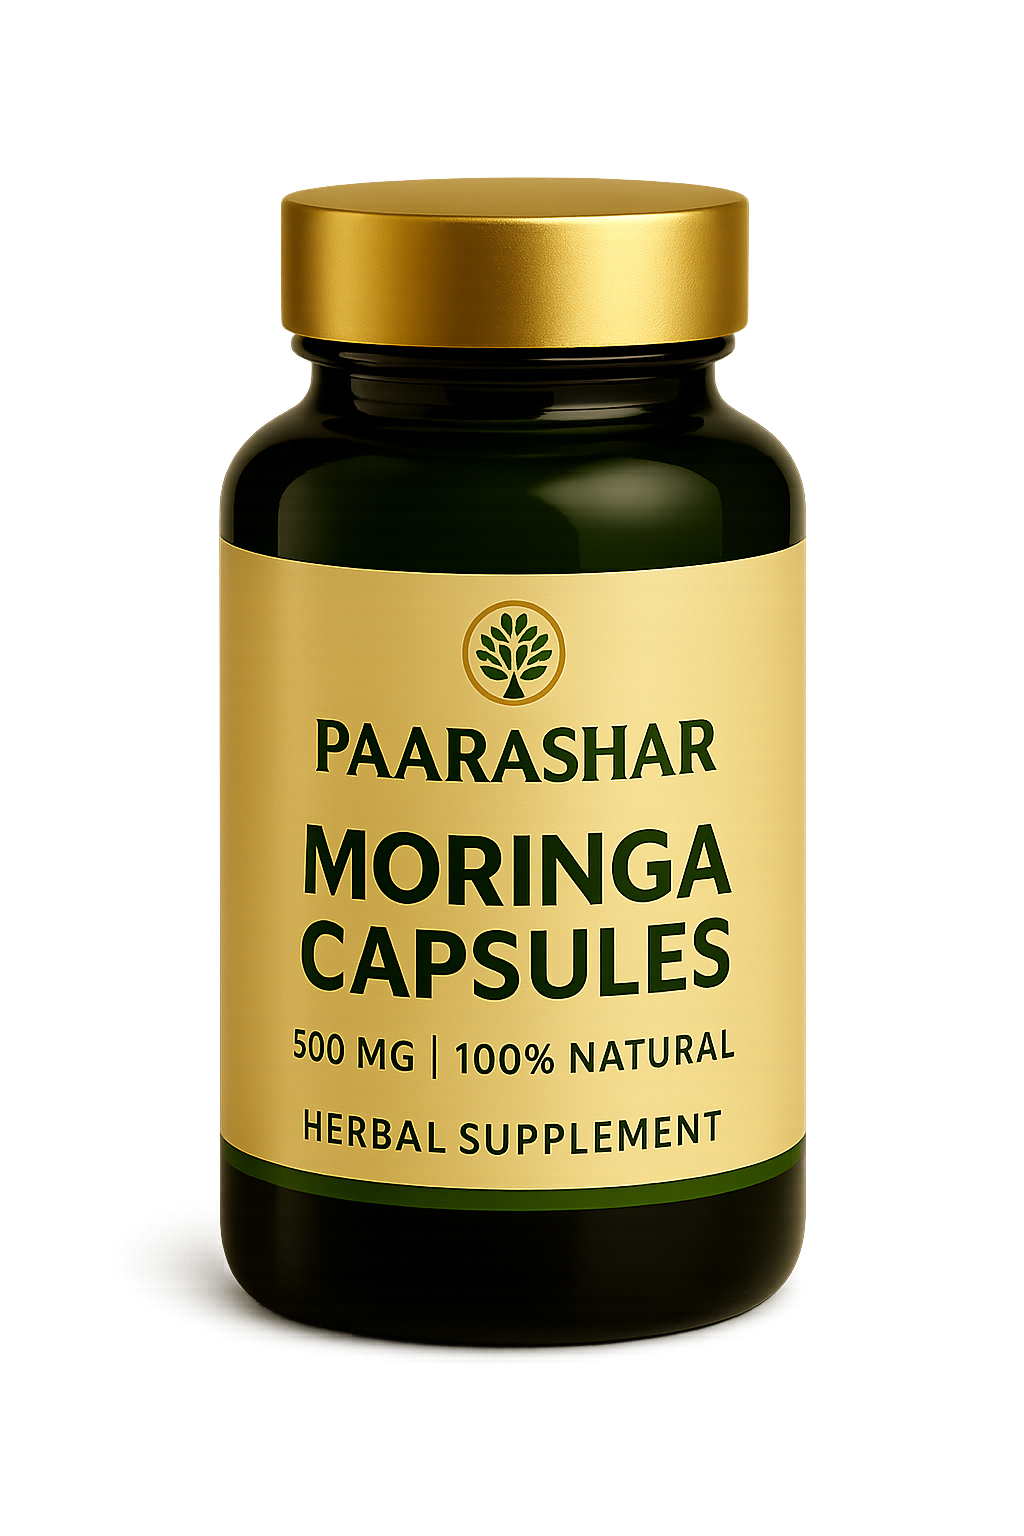 PAARASHAR
MORINGA
CAPSULES
500 MG | 100% NATURAL
HERBAL SUPPLEMENT